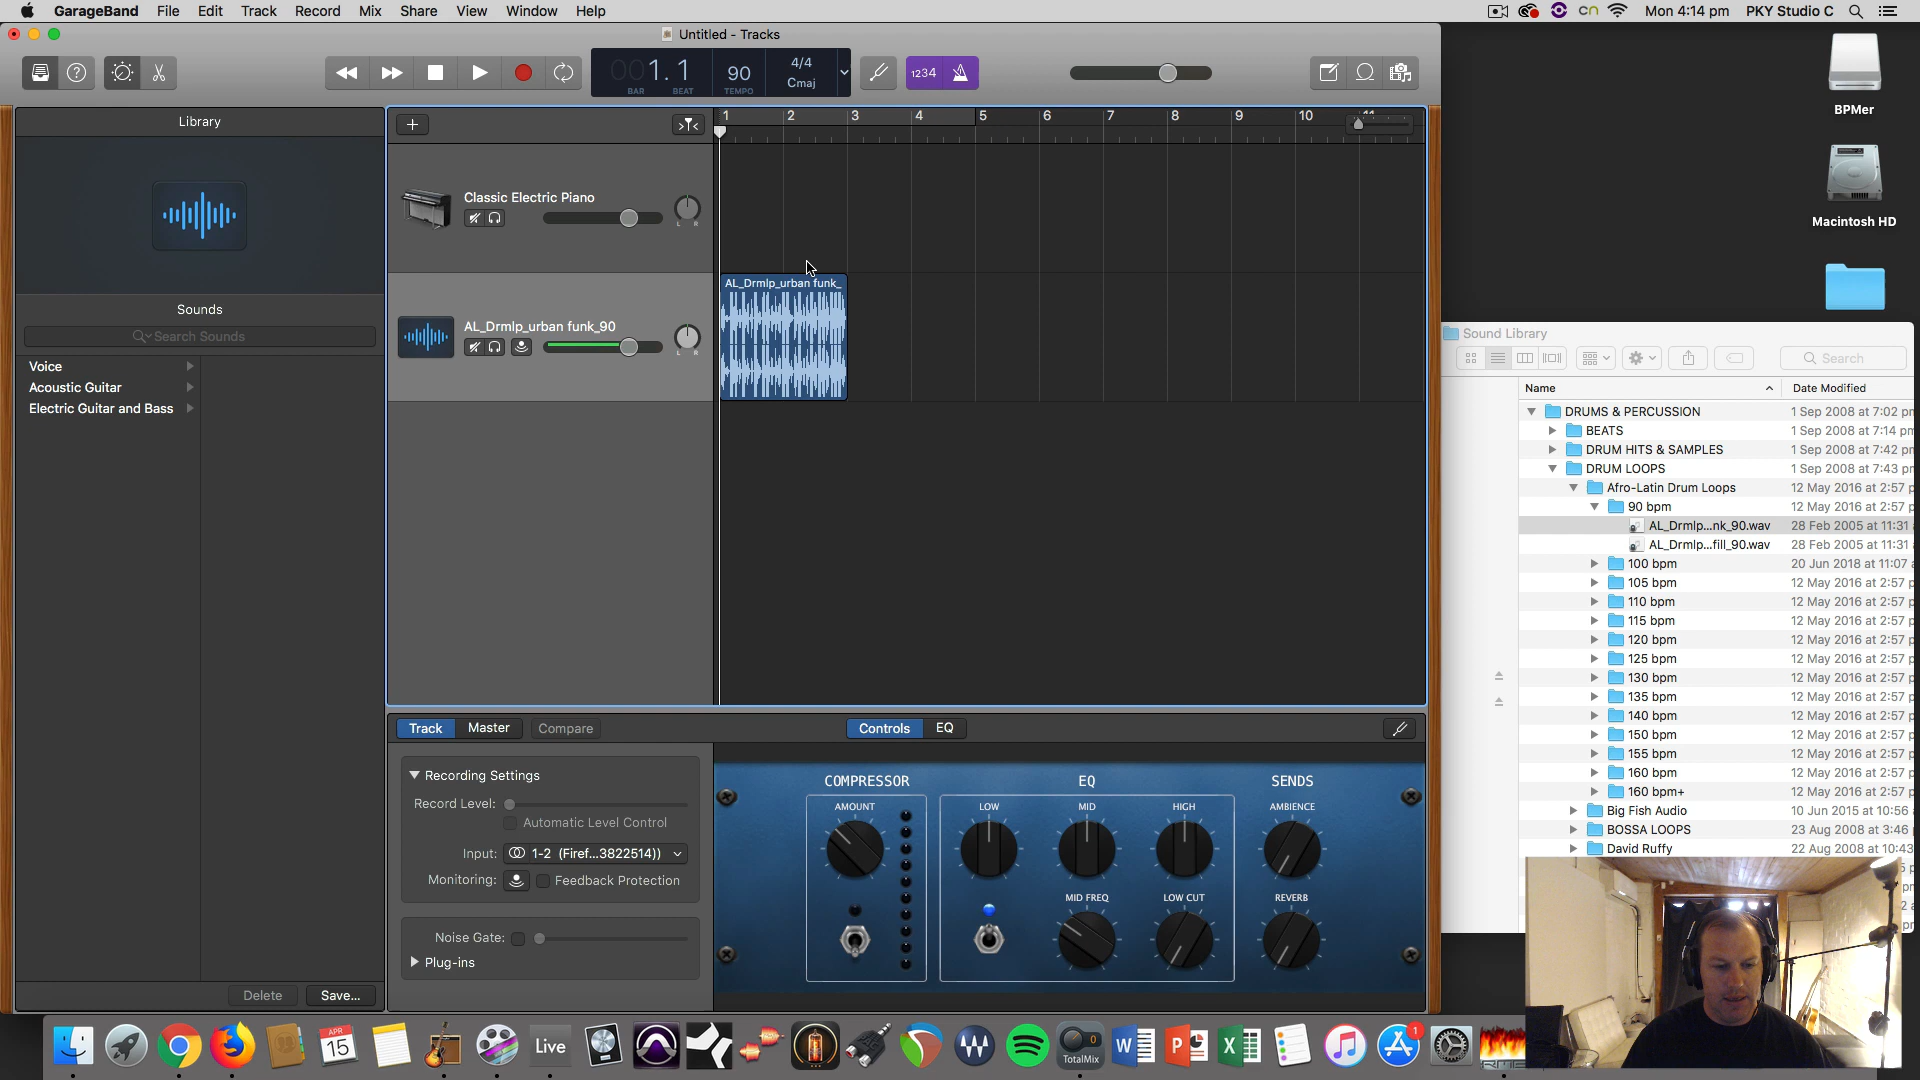 GarageBand File Edit Track Record Mix Share View Window Help
Mon 4:14 pm PKY Studio C
Untitled - Tracks
001.1 90 4/4
Cmaj
BAR BEAT TEMPO
1234
BPMer
Macintosh HD
Library
Sounds
Search Sounds
Voice
Acoustic Guitar
Electric Guitar and Bass
Delete Save...
1 2 3 4 5 6 7 8 9 10 11
Classic Electric Piano
L R
AL_Drmlp_urban funk_90
L R
AL_Drmlp_urban funk_
Track Master Compare
Controls EQ
Recording Settings
Record Level:
Automatic Level Control
Input: 1-2 (Firef...3822514))
Monitoring: Feedback Protection
Noise Gate:
Plug-ins
COMPRESSOR EQ SENDS
AMOUNT LOW MID HIGH AMBIENCE
MID FREQ LOW CUT REVERB
Sound Library
Search
Name Date Modified
DRUMS & PERCUSSION 1 Sep 2008 at 7:02 pm
BEATS 1 Sep 2008 at 7:14 pm
DRUM HITS & SAMPLES 1 Sep 2008 at 7:42 pm
DRUM LOOPS 1 Sep 2008 at 7:43 pm
Afro-Latin Drum Loops 12 May 2016 at 2:57 p
90 bpm 12 May 2016 at 2:57 p
AL_Drmlp...nk_90.wav 28 Feb 2005 at 11:31
AL_Drmlp...fill_90.wav 28 Feb 2005 at 11:31
100 bpm 20 Jun 2018 at 11:07
105 bpm 12 May 2016 at 2:57 p
110 bpm 12 May 2016 at 2:57 p
115 bpm 12 May 2016 at 2:57 p
120 bpm 12 May 2016 at 2:57 p
125 bpm 12 May 2016 at 2:57 p
130 bpm 12 May 2016 at 2:57 p
135 bpm 12 May 2016 at 2:57 p
140 bpm 12 May 2016 at 2:57 p
150 bpm 12 May 2016 at 2:57 p
155 bpm 12 May 2016 at 2:57 p
160 bpm 12 May 2016 at 2:57 p
160 bpm+ 12 May 2016 at 2:57 p
Big Fish Audio 10 Jun 2015 at 10:56
BOSSA LOOPS 23 Aug 2008 at 3:46
David Ruffy 22 Aug 2008 at 10:43
APR
15
Live
0
TotalMix
1